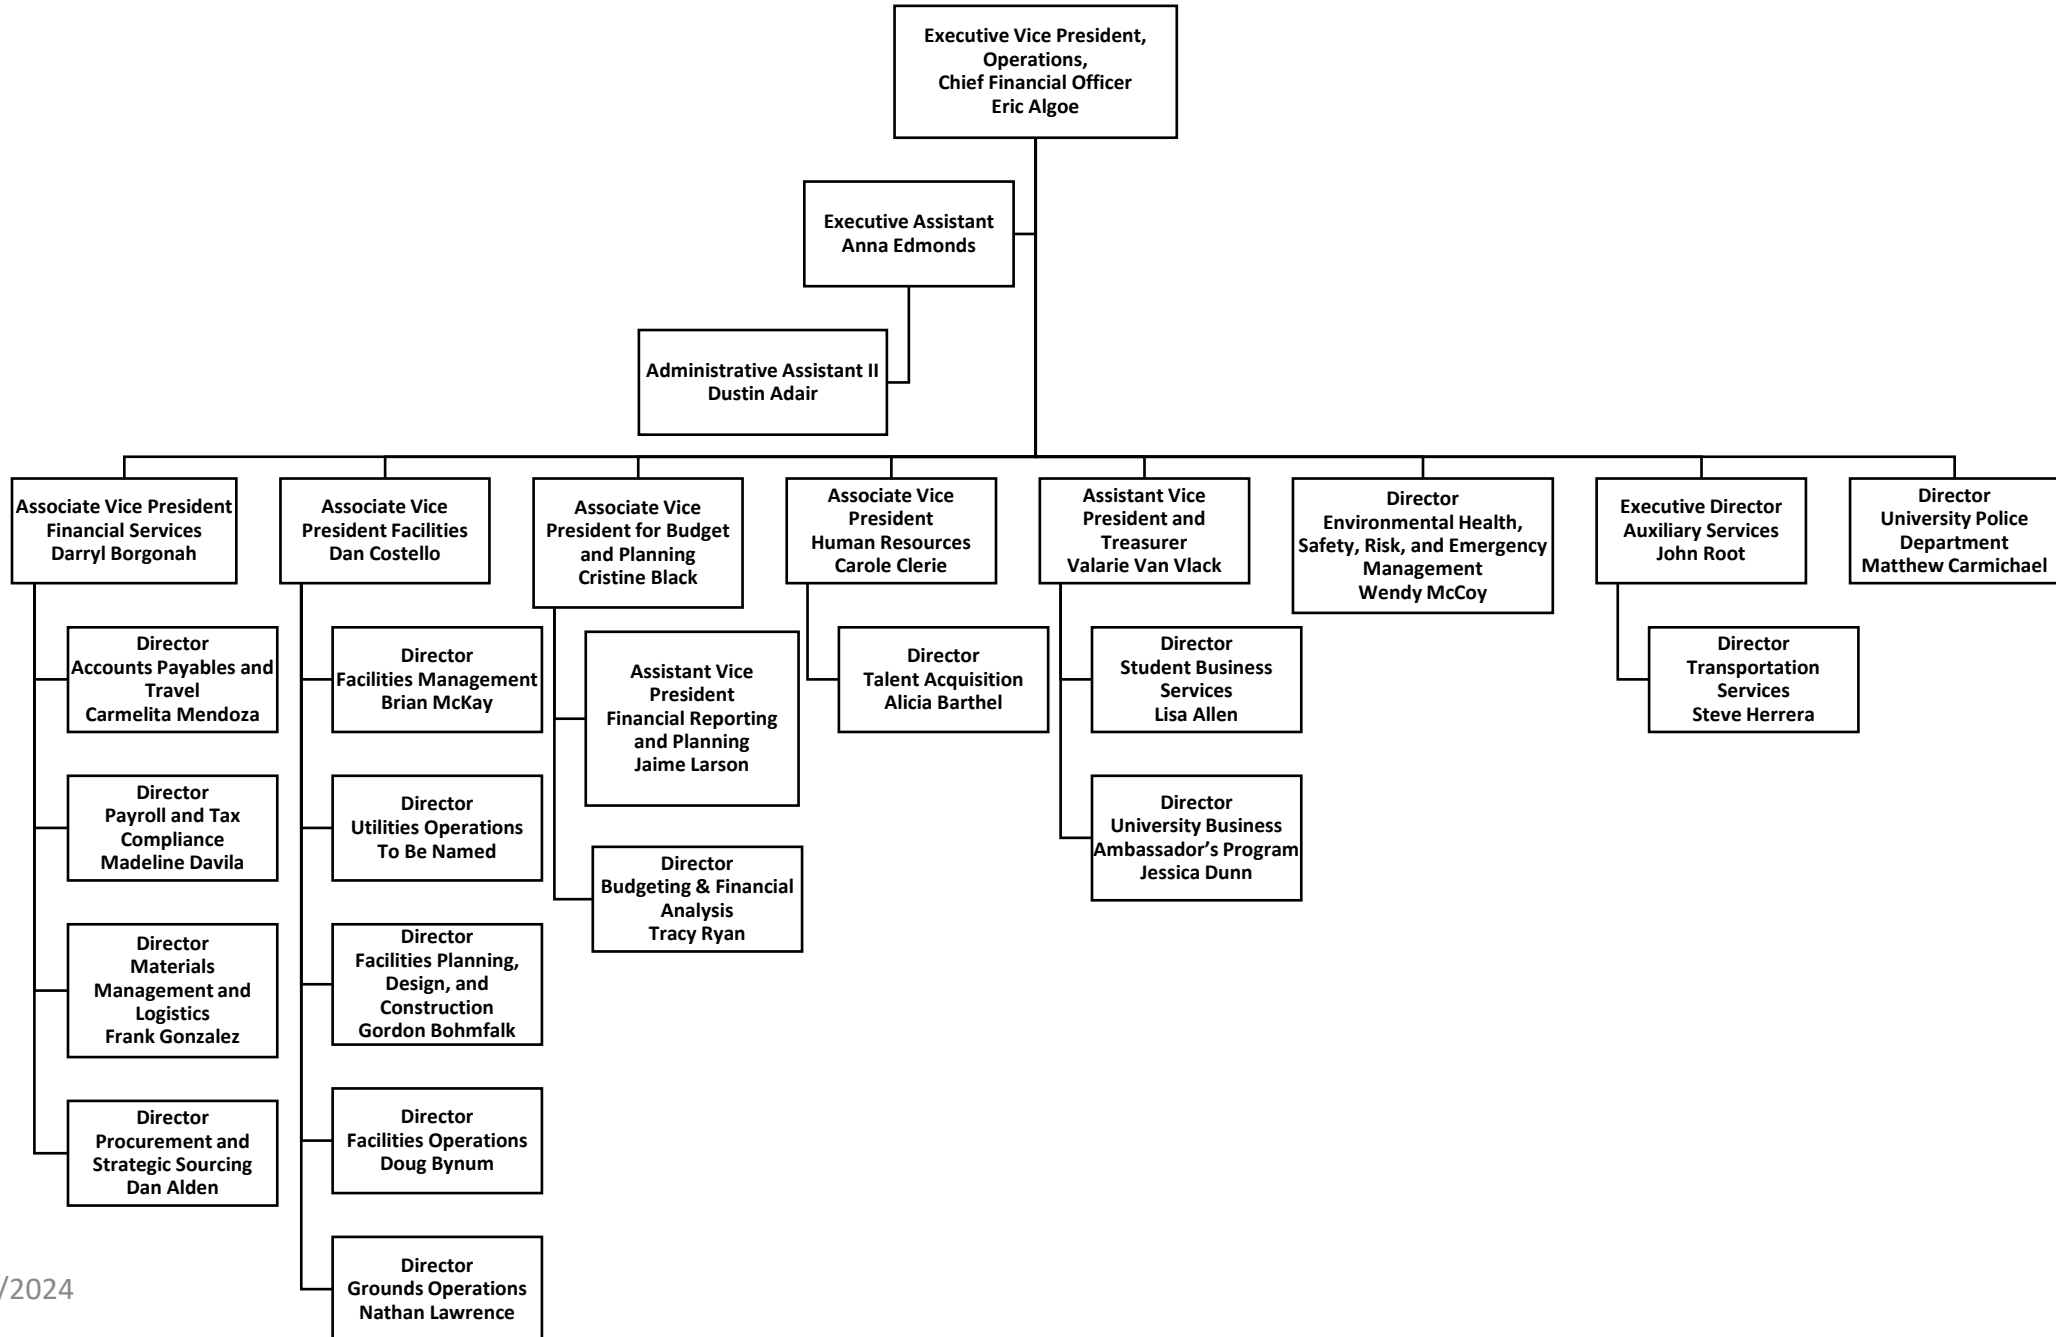 Executive Vice President,
Operations,
Chief Financial Officer
Eric Algoe
Executive Assistant
Anna Edmonds
Administrative Assistant II
Dustin Adair
Associate Vice President
Financial Services
Darryl Borgonah
Associate Vice
President Facilities
Dan Costello
Associate Vice
President for Budget
and Planning
Cristine Black
Associate Vice
President
Human Resources
Carole Clerie
Assistant Vice
President and
Treasurer
Valarie Van Vlack
Director
Environmental Health,
Safety, Risk, and Emergency
Management
Wendy McCoy
Executive Director
Auxiliary Services
John Root
Director
University Police
Department
Matthew Carmichael
Director
Accounts Payables and
Travel
Carmelita Mendoza
Director
Payroll and Tax
Compliance
Madeline Davila
Director
Materials
Management and
Logistics
Frank Gonzalez
Director
Procurement and
Strategic Sourcing
Dan Alden
Director
Facilities Management
Brian McKay
Director
Utilities Operations
To Be Named
Director
Facilities Planning,
Design, and
Construction
Gordon Bohmfalk
Director
Facilities Operations
Doug Bynum
Director
Grounds Operations
Nathan Lawrence
Assistant Vice
President
Financial Reporting
and Planning
Jaime Larson
Director
Budgeting & Financial
Analysis
Tracy Ryan
Director
Talent Acquisition
Alicia Barthel
Director
Student Business
Services
Lisa Allen
Director
University Business
Ambassador’s Program
Jessica Dunn
Director
Transportation
Services
Steve Herrera
/2024